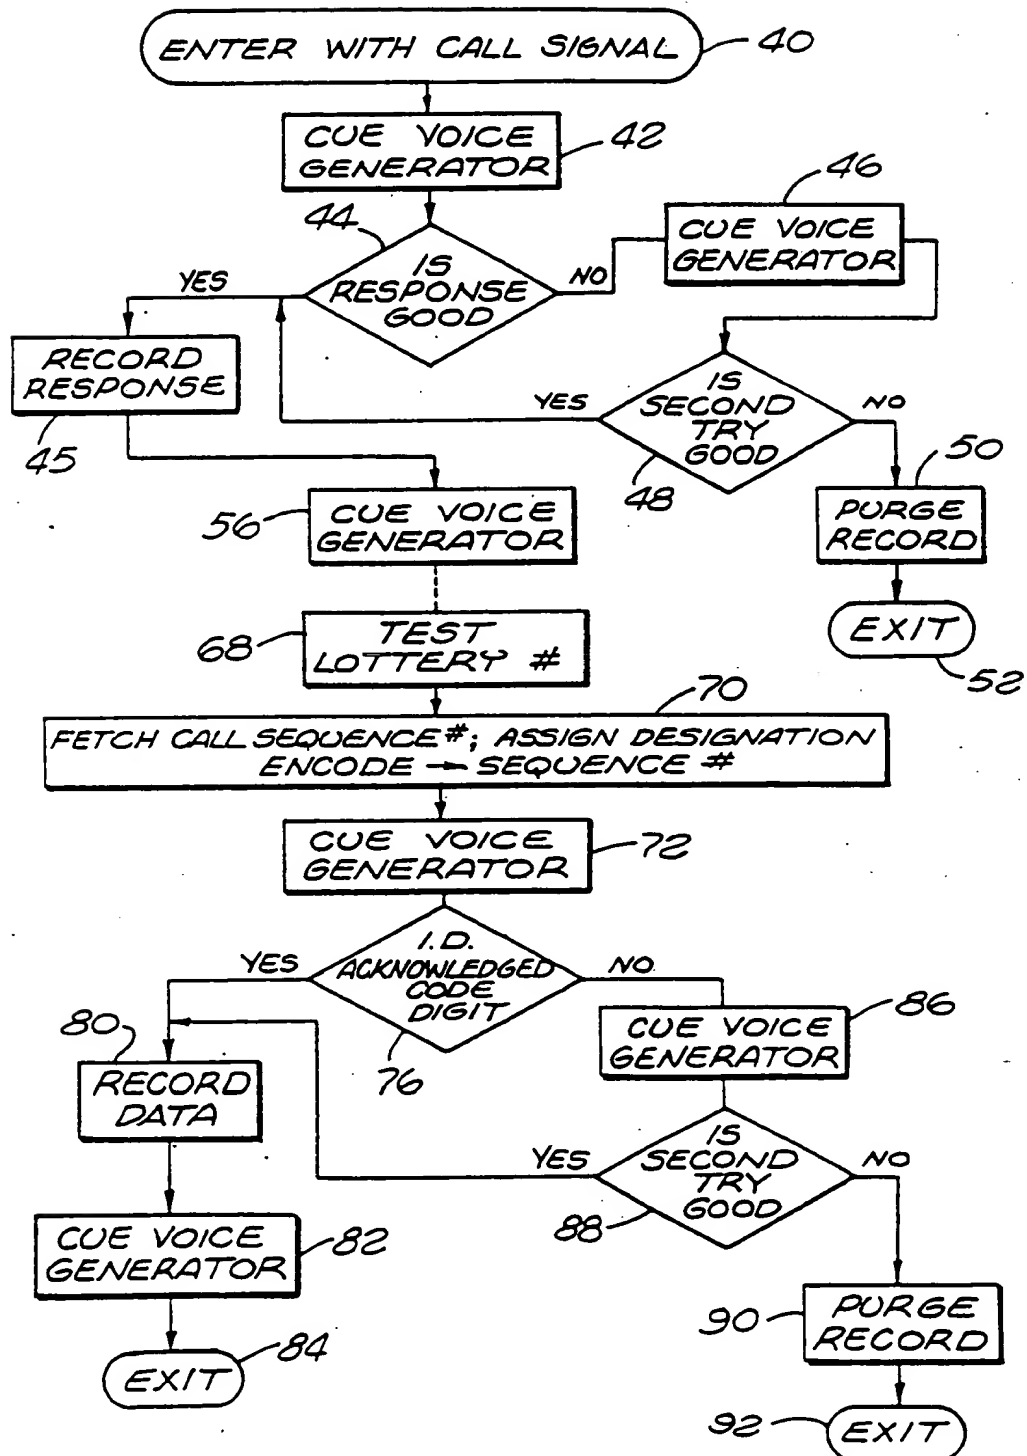 ENTER WITH CALL SIGNAL
40
CUE VOICE
GENERATOR
42
44
IS
RESPONSE
GOOD
YES
NO
46
CUE VOICE
GENERATOR
RECORD
RESPONSE
45
IS
SECOND
TRY
GOOD
YES
NO
48
50
PURGE
RECORD
EXIT
52
56
CUE VOICE
GENERATOR
68
TEST
LOTTERY #
70
FETCH CALL SEQUENCE #; ASSIGN DESIGNATION
ENCODE → SEQUENCE #
CUE VOICE
GENERATOR
72
I.D.
ACKNOWLEDGED
CODE
DIGIT
YES
NO
76
80
RECORD
DATA
CUE VOICE
GENERATOR
86
IS
SECOND
TRY
GOOD
YES
NO
88
CUE VOICE
GENERATOR
82
EXIT
84
90
PURGE
RECORD
92
EXIT